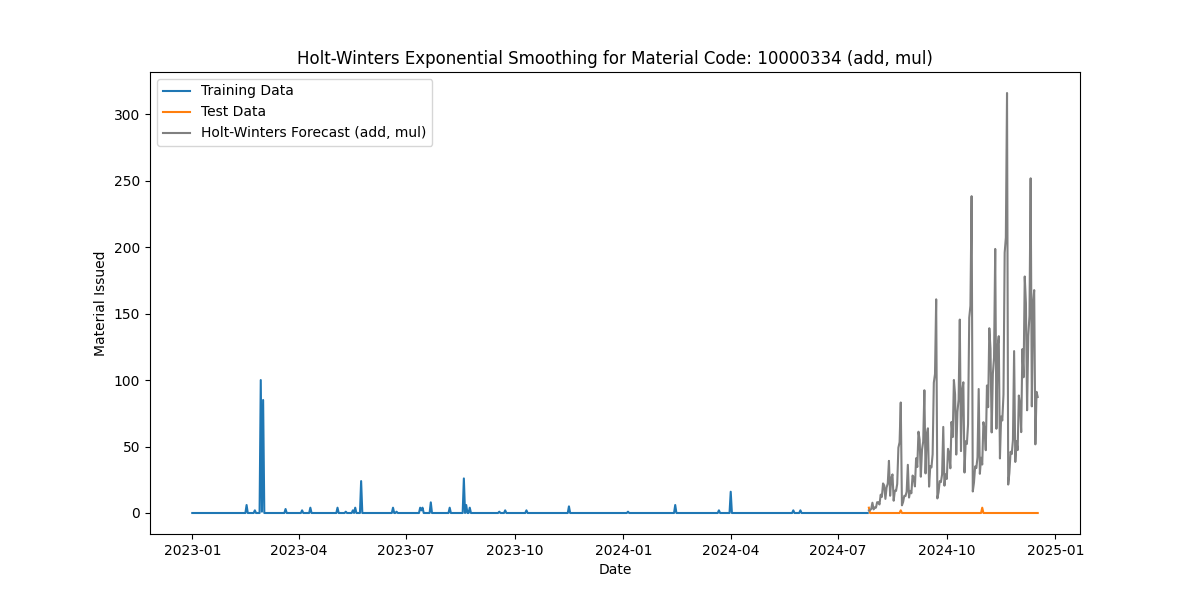 Holt-Winters Exponential Smoothing for Material Code: 10000334 (add, mul)
Training Data
Test Data
Holt-Winters Forecast (add, mul)
300
250
200
150
100
50
0
Material Issued
2023-01 2023-04 2023-07 2023-10 2024-01 2024-04 2024-07 2024-10 2025-01
Date